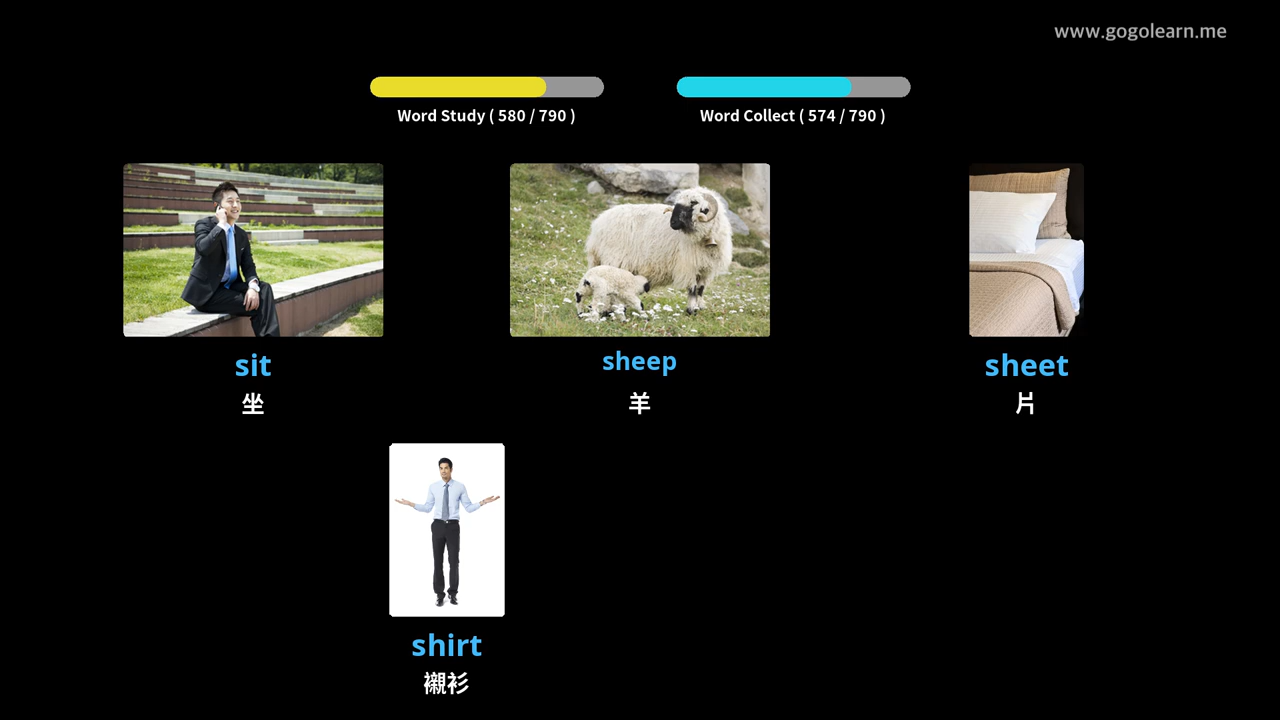 www.gogolearn.me
Word Study ( 580 / 790 )
Word Collect ( 574 / 790 )
sit
坐
sheep
羊
sheet
片
shirt
襯衫